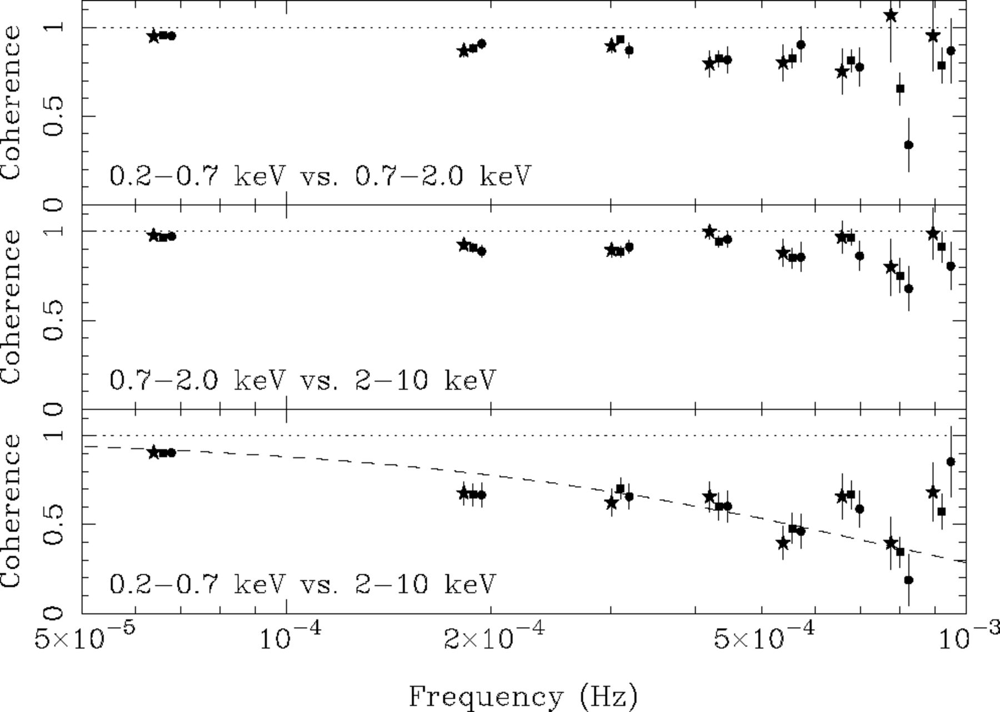 Coherence
1
0.5
0
0.2−0.7 keV vs. 0.7−2.0 keV
Coherence
1
0.5
0
0.7−2.0 keV vs. 2−10 keV
Coherence
1
0.5
0
0.2−0.7 keV vs. 2−10 keV
5×10⁻⁵ 10⁻⁴ 2×10⁻⁴ 5×10⁻⁴ 10⁻³
Frequency (Hz)